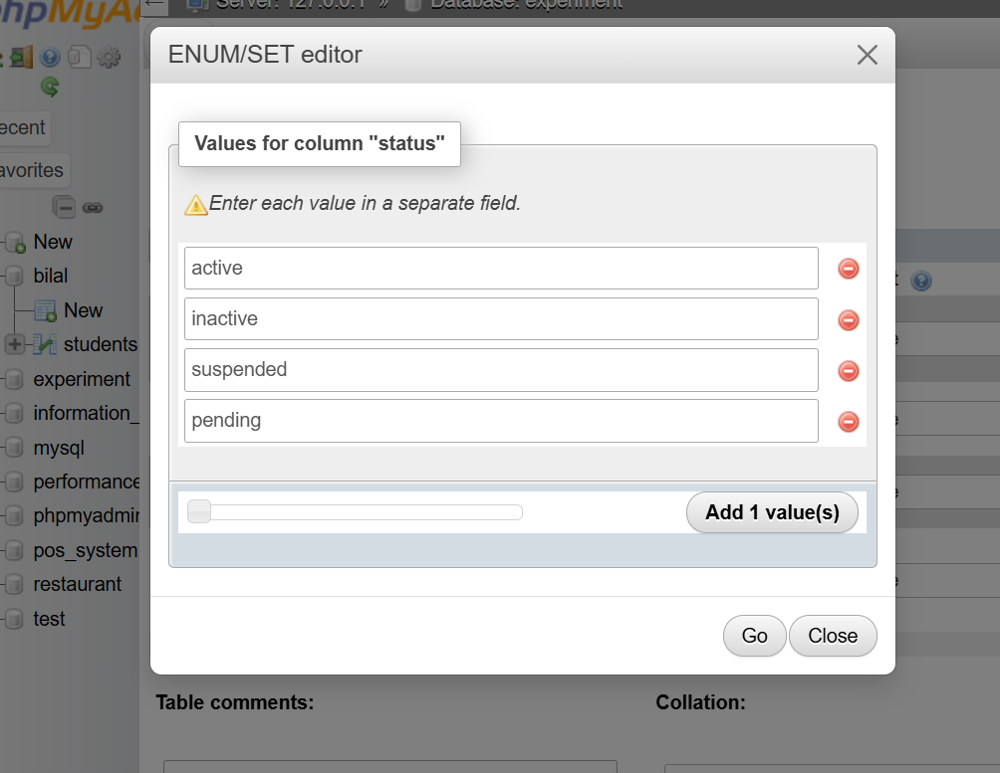 phpMyAd
Server: 127.0.0.1 » Database: experiment
ENUM/SET editor
ecent
avorites
Values for column "status"
Enter each value in a separate field.
New
bilal
New
students
experiment
information_
mysql
performance
phpmyadmin
pos_system
restaurant
test
active
inactive
suspended
pending
Add 1 value(s)
Go
Close
Table comments:
Collation: